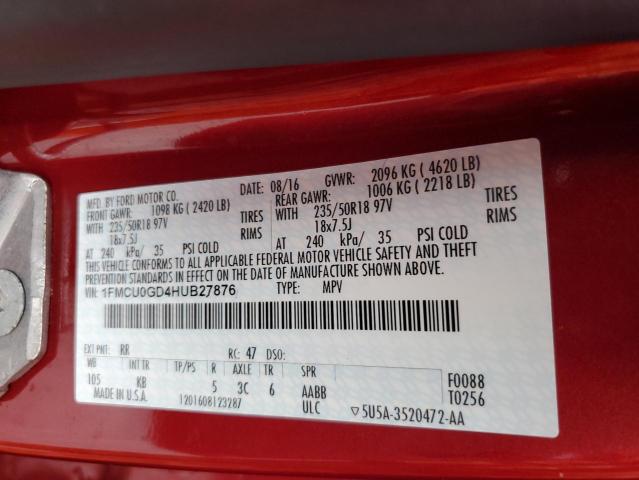 MFD. BY FORD MOTOR CO. DATE: 08/16 GVWR: 2096 KG ( 4620 LB)
FRONT GAWR: 1098 KG ( 2420 LB) REAR GAWR: 1006 KG ( 2218 LB)
WITH 235/50R18 97V TIRES WITH 235/50R18 97V TIRES
18x7.5J RIMS 18x7.5J RIMS
AT 240 kPa/ 35 PSI COLD AT 240 kPa/ 35 PSI COLD
THIS VEHICLE CONFORMS TO ALL APPLICABLE FEDERAL MOTOR VEHICLE SAFETY AND THEFT
PREVENTION STANDARDS IN EFFECT ON THE DATE OF MANUFACTURE SHOWN ABOVE.
VIN: 1FMCU0GD4HUB27876 TYPE: MPV
EXT PNT: RR RC: 47 DSO:
WB INT TR TP/PS R AXLE TR SPR
105 KB 5 3C 6 AABB F0088
MADE IN U.S.A. 1201608123287 ULC ▽5U5A-3520472-AA T0256